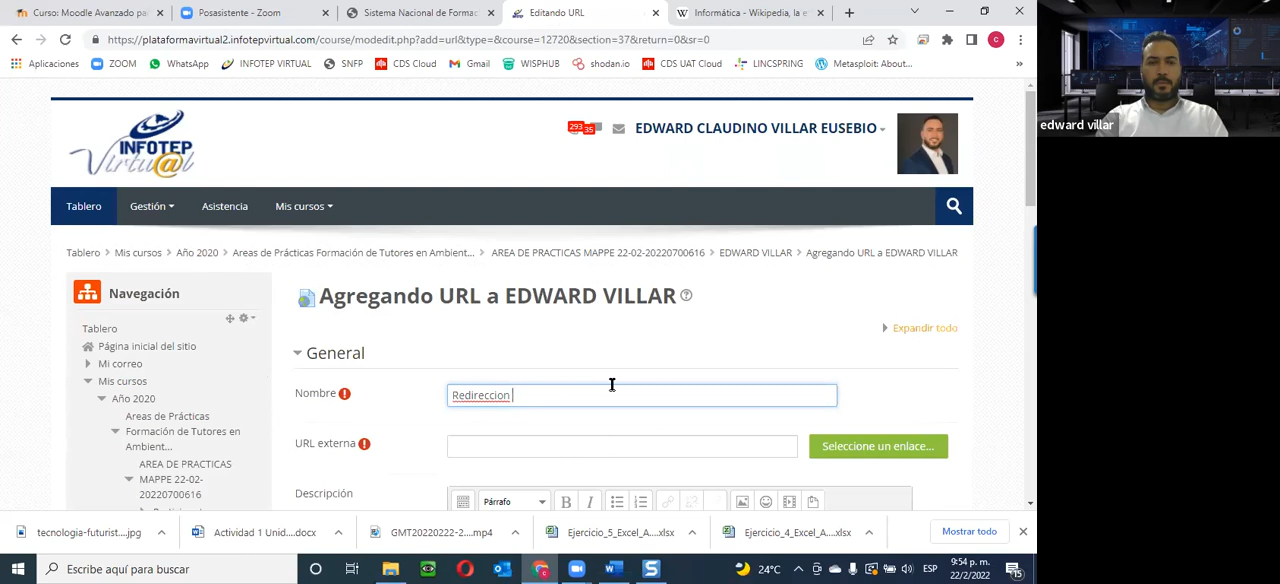 Curso: Moodle Avanzado pa
Posasistente - Zoom
Sistema Nacional de Formac
Editando URL
Informática - Wikipedia, la e
https://plataformavirtual2.infotepvirtual.com/course/modedit.php?add=url&type=&course=12720&section=37&return=0&sr=0
Aplicaciones
ZOOM
WhatsApp
INFOTEP VIRTUAL
SNFP
CDS Cloud
Gmail
WISPHUB
shodan.io
CDS UAT Cloud
LINCSPRING
Metasploit: About...
»
edward villar
INFOTEP
Virtu@l
293
35
EDWARD CLAUDINO VILLAR EUSEBIO
Tablero
Gestión
Asistencia
Mis cursos
Tablero > Mis cursos > Año 2020 > Areas de Prácticas Formación de Tutores en Ambient... > AREA DE PRACTICAS MAPPE 22-02-20220700616 > EDWARD VILLAR > Agregando URL a EDWARD VILLAR
Navegación
Tablero
Página inicial del sitio
Mi correo
Mis cursos
Año 2020
Areas de Prácticas
Formación de Tutores en
Ambient...
AREA DE PRACTICAS
MAPPE 22-02-
20220700616
Agregando URL a EDWARD VILLAR
Expandir todo
General
Nombre
Redireccion
URL externa
Seleccione un enlace...
Descripción
Párrafo
B
I
tecnologia-futurist....jpg
Actividad 1 Unid....docx
GMT20220222-2....mp4
Ejercicio_5_Excel_A....xlsx
Ejercicio_4_Excel_A....xlsx
Mostrar todo
Escribe aquí para buscar
24°C
ESP
9:54 p. m.
22/2/2022
15